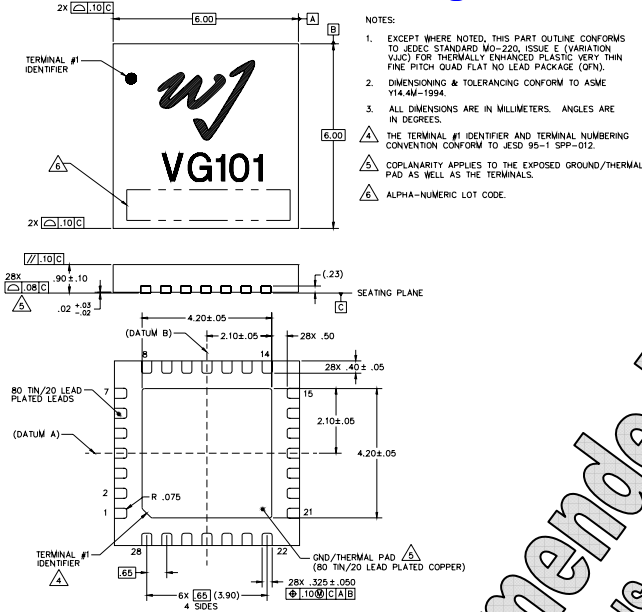 2X ⌓ .10 C
6.00
A
B
TERMINAL #1
IDENTIFIER
wj
VG101
6
6.00
2X ⌓ .10 C
NOTES:
1. EXCEPT WHERE NOTED, THIS PART OUTLINE CONFORMS
TO JEDEC STANDARD MO-220, ISSUE E (VARIATION
VJJC) FOR THERMALLY ENHANCED PLASTIC VERY THIN
FINE PITCH QUAD FLAT NO LEAD PACKAGE (QFN).
2. DIMENSIONING & TOLERANCING CONFORM TO ASME
Y14.4M-1994.
3. ALL DIMENSIONS ARE IN MILLIMETERS. ANGLES ARE
IN DEGREES.
4 THE TERMINAL #1 IDENTIFIER AND TERMINAL NUMBERING
CONVENTION CONFORM TO JESD 95-1 SPP-012.
5 COPLANARITY APPLIES TO THE EXPOSED GROUND/THERMAL
PAD AS WELL AS THE TERMINALS.
6 ALPHA-NUMERIC LOT CODE.
// .10 C
28X
⌓ .08 C
5
.90±.10
.02 +.03
-.02
(.23)
SEATING PLANE
C
4.20±.05
(DATUM B)
2.10±.05
28X .50
8
14
28X .40± .05
80 TIN/20 LEAD
PLATED LEADS
7
15
2.10±.05
(DATUM A)
4.20±.05
2
R .075
1
21
TERMINAL #1
IDENTIFIER
4
28
22
GND/THERMAL PAD 5
(80 TIN/20 LEAD PLATED COPPER)
.65
28X .325±.050
⌖ .10 Ⓜ C A B
6X .65 (3.90)
4 SIDES
mende